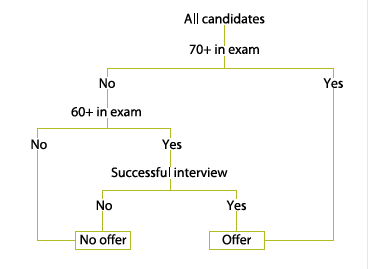 All candidates
70+ in exam
No
Yes
60+ in exam
No
Yes
Successful interview
No
Yes
No offer
Offer